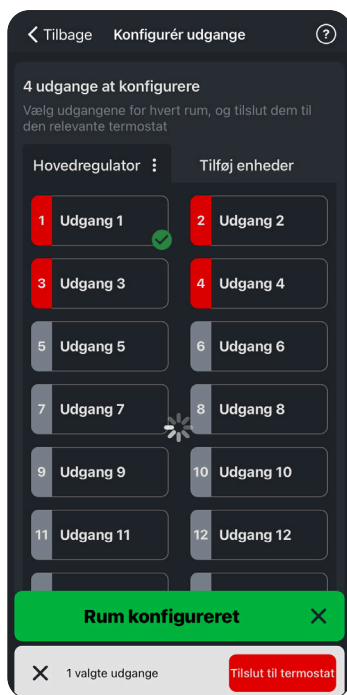 Tilbage Konfigurér udgange ?
4 udgange at konfigurere
Vælg udgangene for hvert rum, og tilslut dem til
den relevante termostat
Hovedregulator Tilføj enheder
1 Udgang 1 2 Udgang 2
3 Udgang 3 4 Udgang 4
5 Udgang 5 6 Udgang 6
7 Udgang 7 8 Udgang 8
9 Udgang 9 10 Udgang 10
11 Udgang 11 12 Udgang 12
Rum konfigureret
1 valgte udgange Tilslut til termostat